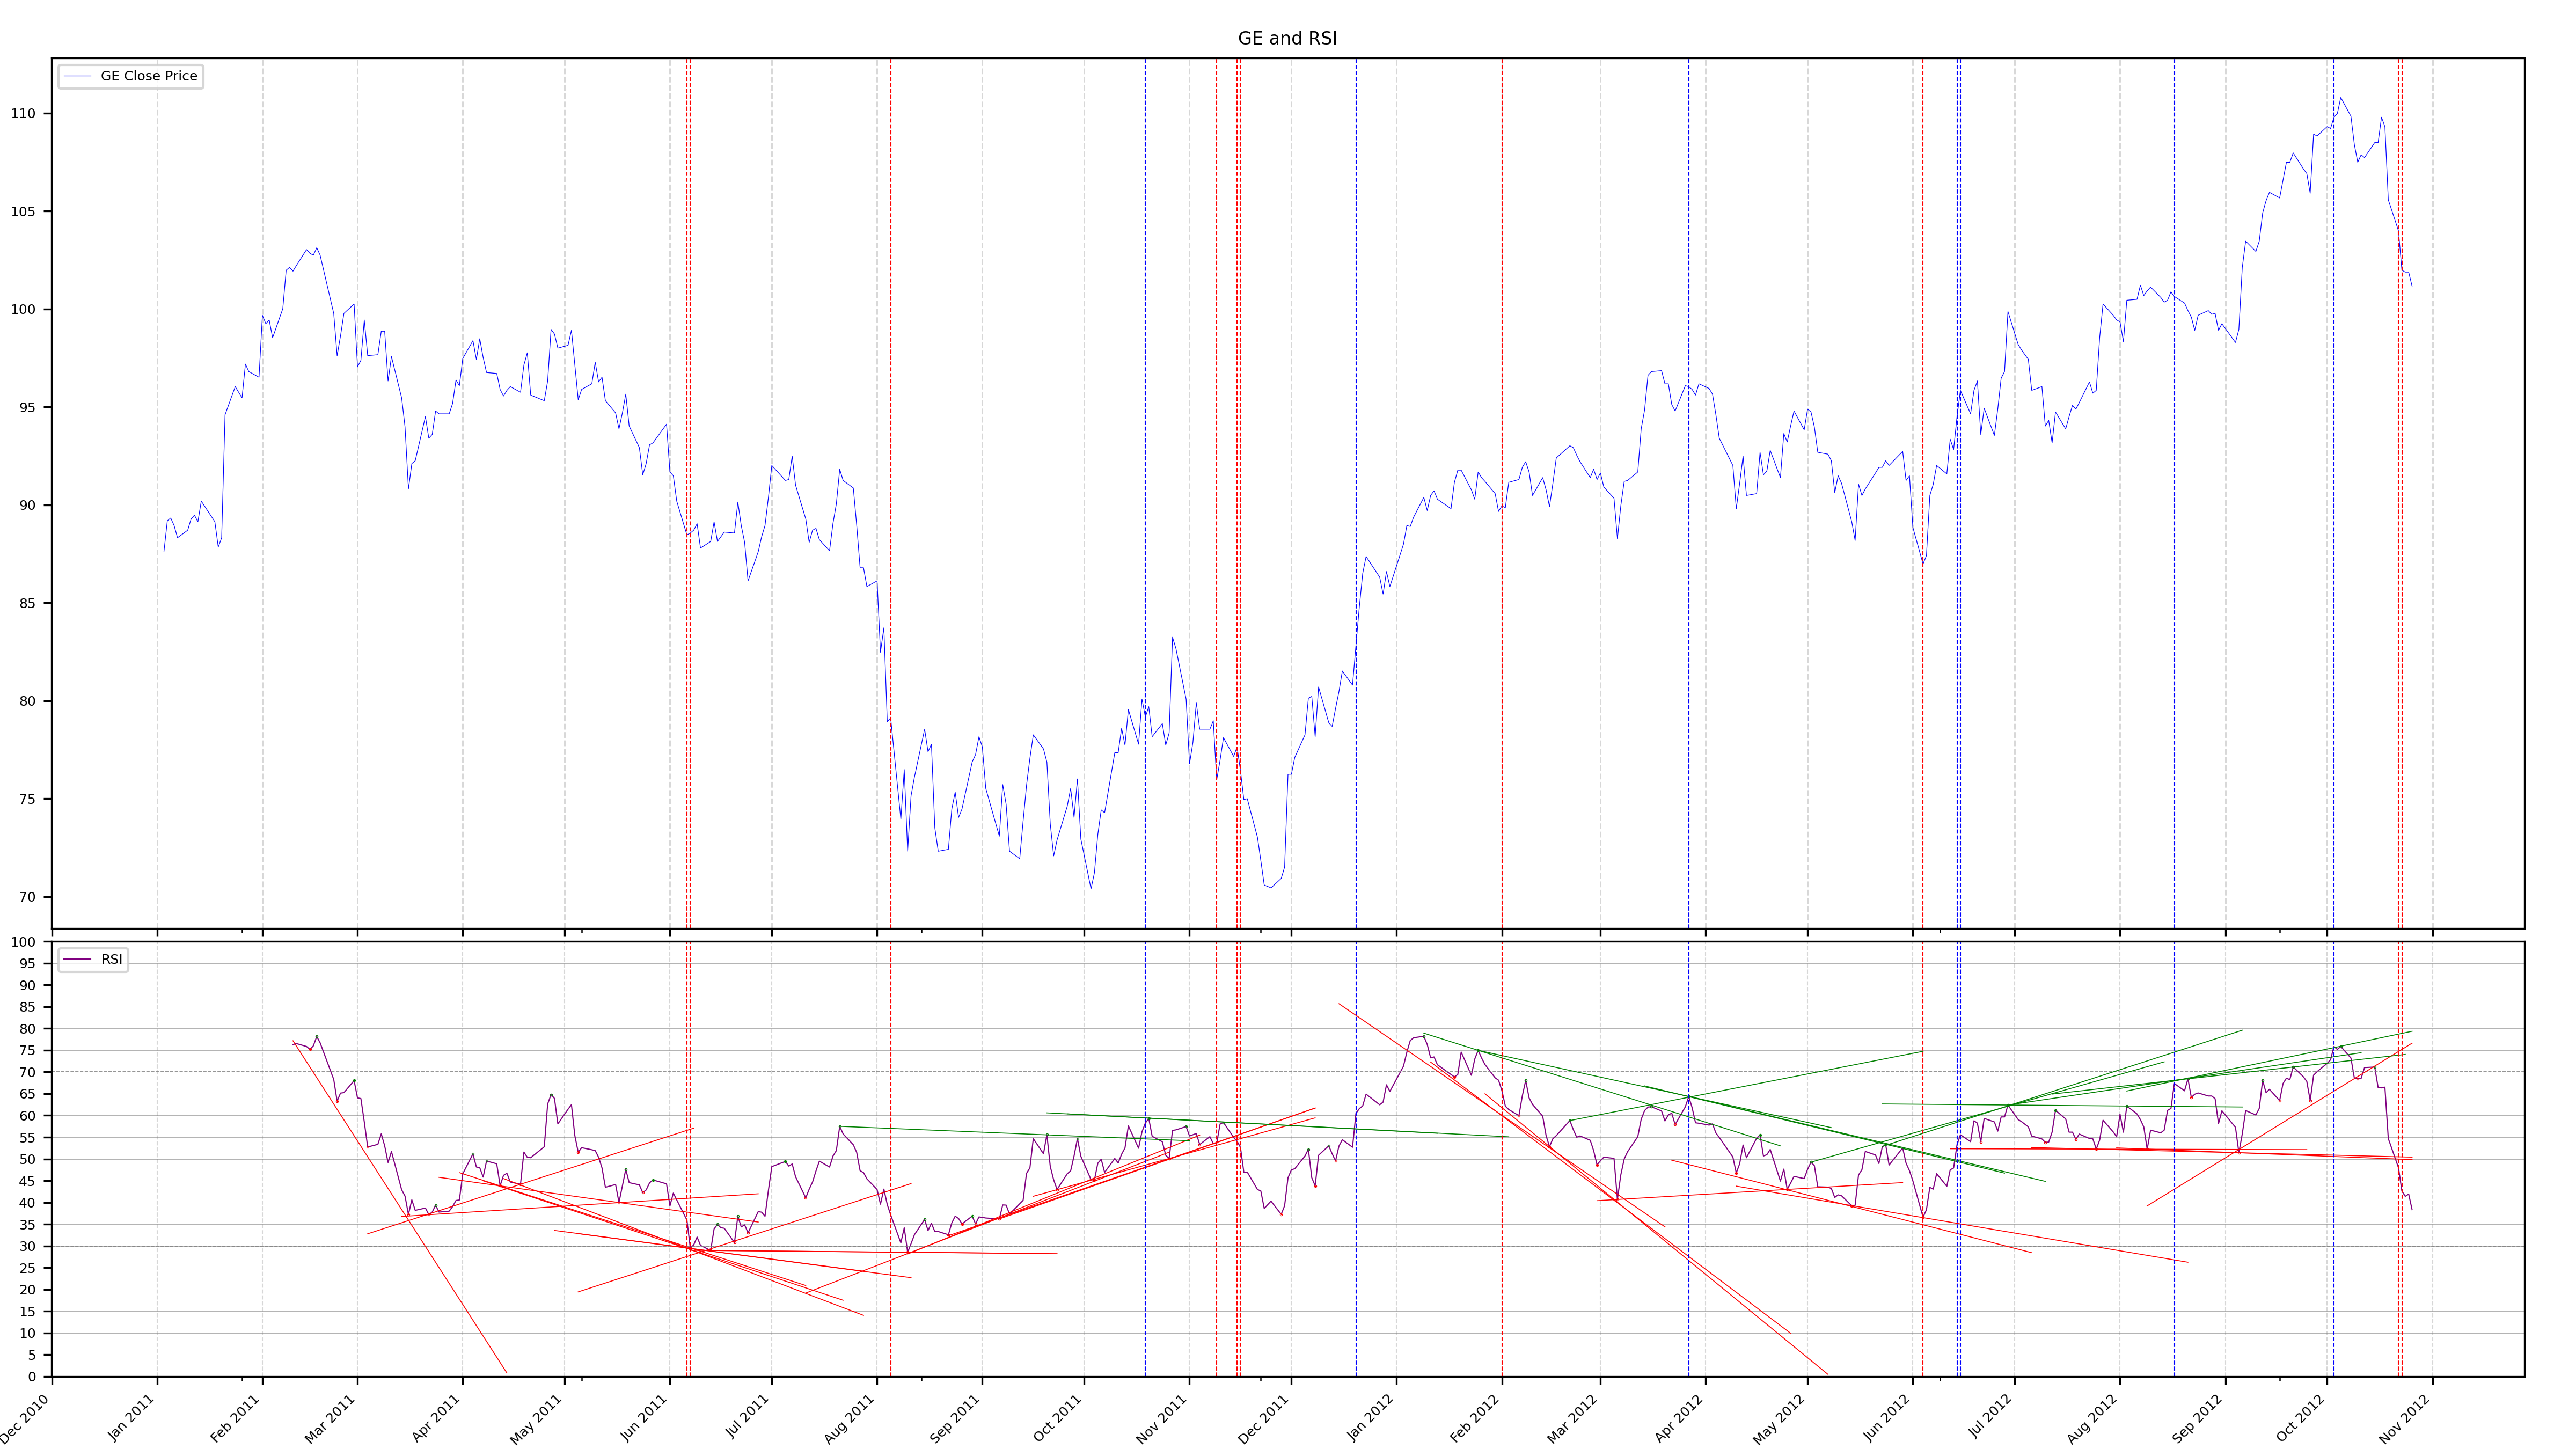 GE and RSI
GE Close Price
110
105
100
95
90
85
80
75
70
RSI
100
95
90
85
80
75
70
65
60
55
50
45
40
35
30
25
20
15
10
5
0
Dec 2010
Jan 2011
Feb 2011
Mar 2011
Apr 2011
May 2011
Jun 2011
Jul 2011
Aug 2011
Sep 2011
Oct 2011
Nov 2011
Dec 2011
Jan 2012
Feb 2012
Mar 2012
Apr 2012
May 2012
Jun 2012
Jul 2012
Aug 2012
Sep 2012
Oct 2012
Nov 2012